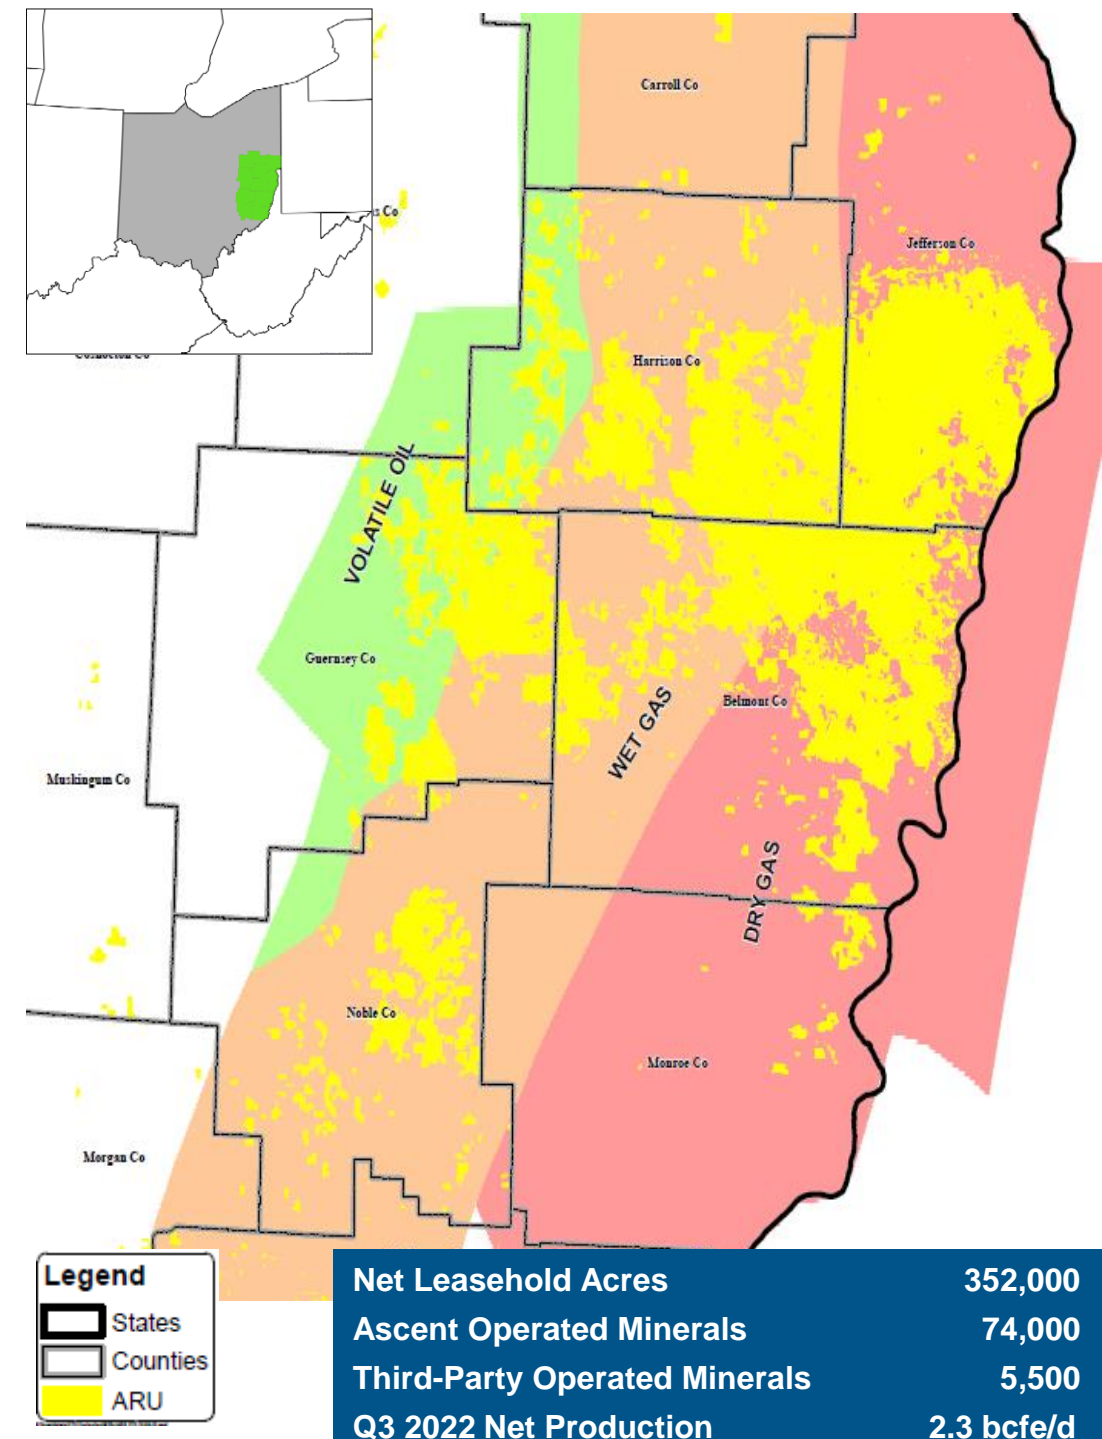 Carroll Co
s Co
Jefferson Co
Harrison Co
VOLATILE OIL
Guernsey Co
Belmont Co
WET GAS
Muskingum Co
DRY GAS
Noble Co
Monroe Co
Morgan Co
Legend
States
Counties
ARU
Net Leasehold Acres 352,000
Ascent Operated Minerals 74,000
Third-Party Operated Minerals 5,500
Q3 2022 Net Production 2.3 bcfe/d